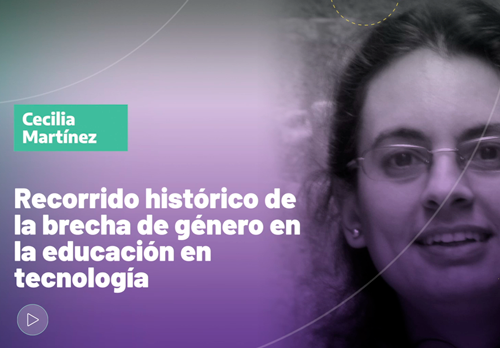 Cecilia
Martínez
Recorrido histórico de
la brecha de género en
la educación en
tecnología